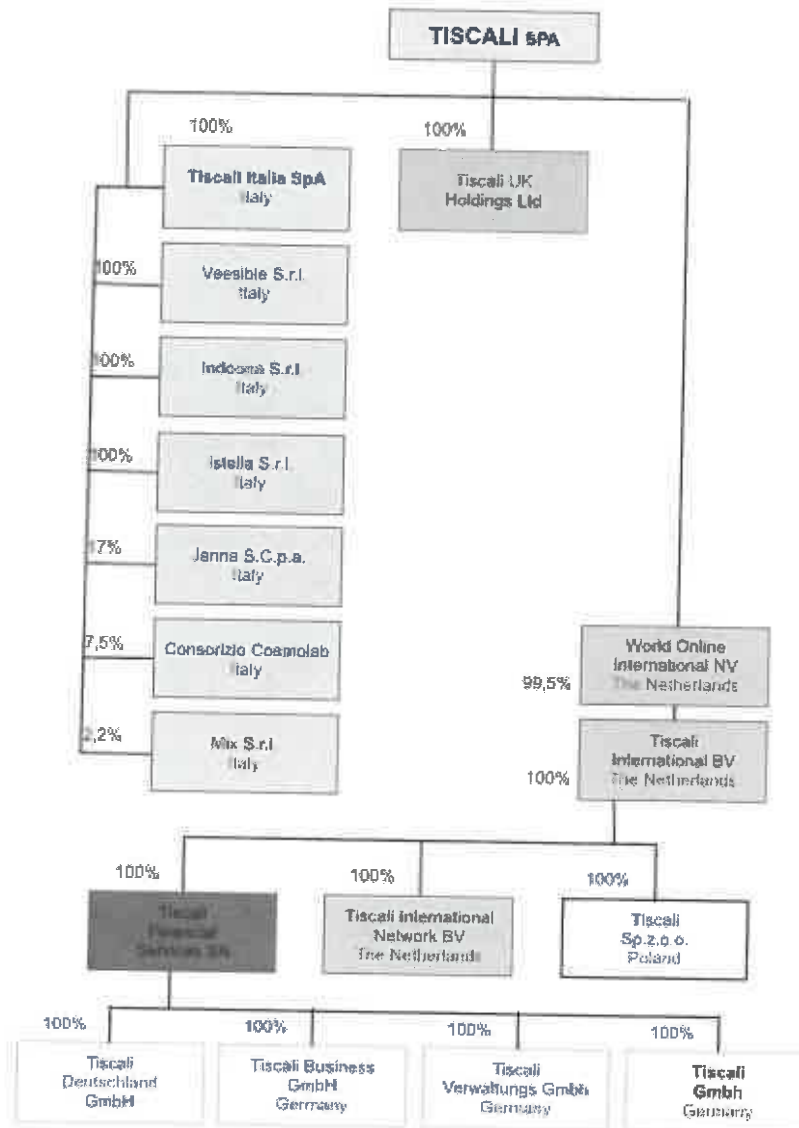 TISCALI SPA
100%
100%
Tiscali Italia SpA
Italy
Tiscali UK
Holdings Ltd
100%
Veesible S.r.l.
Italy
100%
Indoona S.r.l.
Italy
100%
Istella S.r.l.
Italy
17%
Janna S.C.p.a.
Italy
7,5%
Consorizio Cosmolab
Italy
2,2%
Mix S.r.l
Italy
99,5%
World Online
International NV
The Netherlands
100%
Tiscali
International BV
The Netherlands
100%
100%
100%
Tiscali
Financial
Services SA
Tiscali International
Network BV
The Netherlands
Tiscali
Sp.z.o.o.
Poland
100%
100%
100%
100%
Tiscali
Deutschland
GmbH
Tiscali Business
GmbH
Germany
Tiscali
Verwaltungs Gmbh
Germany
Tiscali
Gmbh
Germany